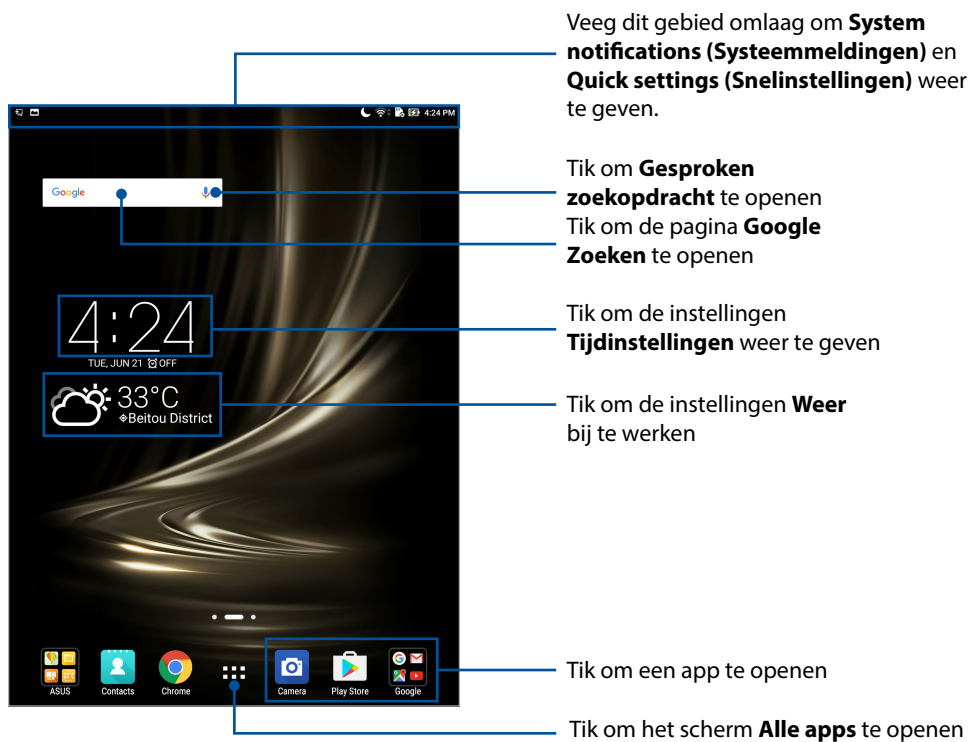 Veeg dit gebied omlaag om System
notifications (Systeemmeldingen) en
Quick settings (Snelinstellingen) weer
te geven.
4:24 PM
Tik om Gesproken
zoekopdracht te openen
Google
Tik om de pagina Google
Zoeken te openen
4:24
TUE, JUN 21 OFF
Tik om de instellingen
Tijdinstellingen weer te geven
33°C
Beitou District
Tik om de instellingen Weer
bij te werken
ASUS Contacts Chrome Camera Play Store Google
Tik om een app te openen
Tik om het scherm Alle apps te openen